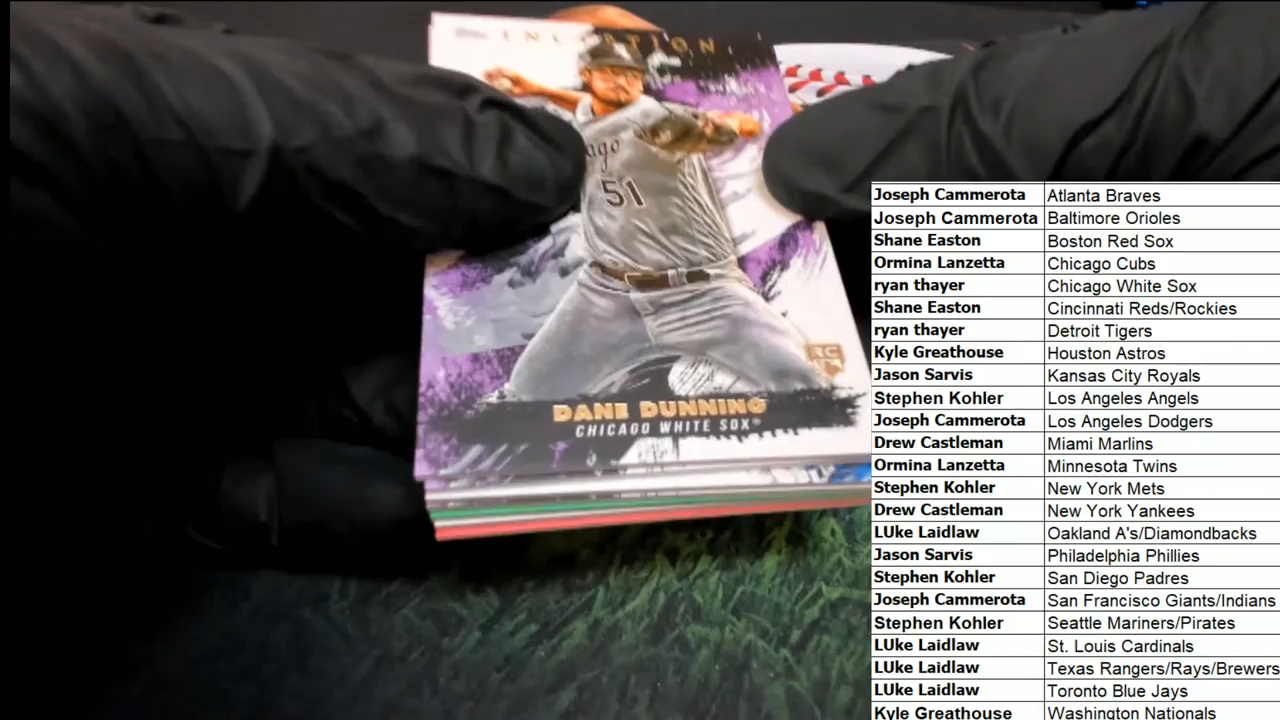 INCEPTION
ago
51
RC
DANE DUNNING
CHICAGO WHITE SOX®
Joseph Cammerota Atlanta Braves
Joseph Cammerota Baltimore Orioles
Shane Easton Boston Red Sox
Ormina Lanzetta Chicago Cubs
ryan thayer Chicago White Sox
Shane Easton Cincinnati Reds/Rockies
ryan thayer Detroit Tigers
Kyle Greathouse Houston Astros
Jason Sarvis Kansas City Royals
Stephen Kohler Los Angeles Angels
Joseph Cammerota Los Angeles Dodgers
Drew Castleman Miami Marlins
Ormina Lanzetta Minnesota Twins
Stephen Kohler New York Mets
Drew Castleman New York Yankees
LUke Laidlaw Oakland A's/Diamondbacks
Jason Sarvis Philadelphia Phillies
Stephen Kohler San Diego Padres
Joseph Cammerota San Francisco Giants/Indians
Stephen Kohler Seattle Mariners/Pirates
LUke Laidlaw St. Louis Cardinals
LUke Laidlaw Texas Rangers/Rays/Brewers
LUke Laidlaw Toronto Blue Jays
Kyle Greathouse Washington Nationals